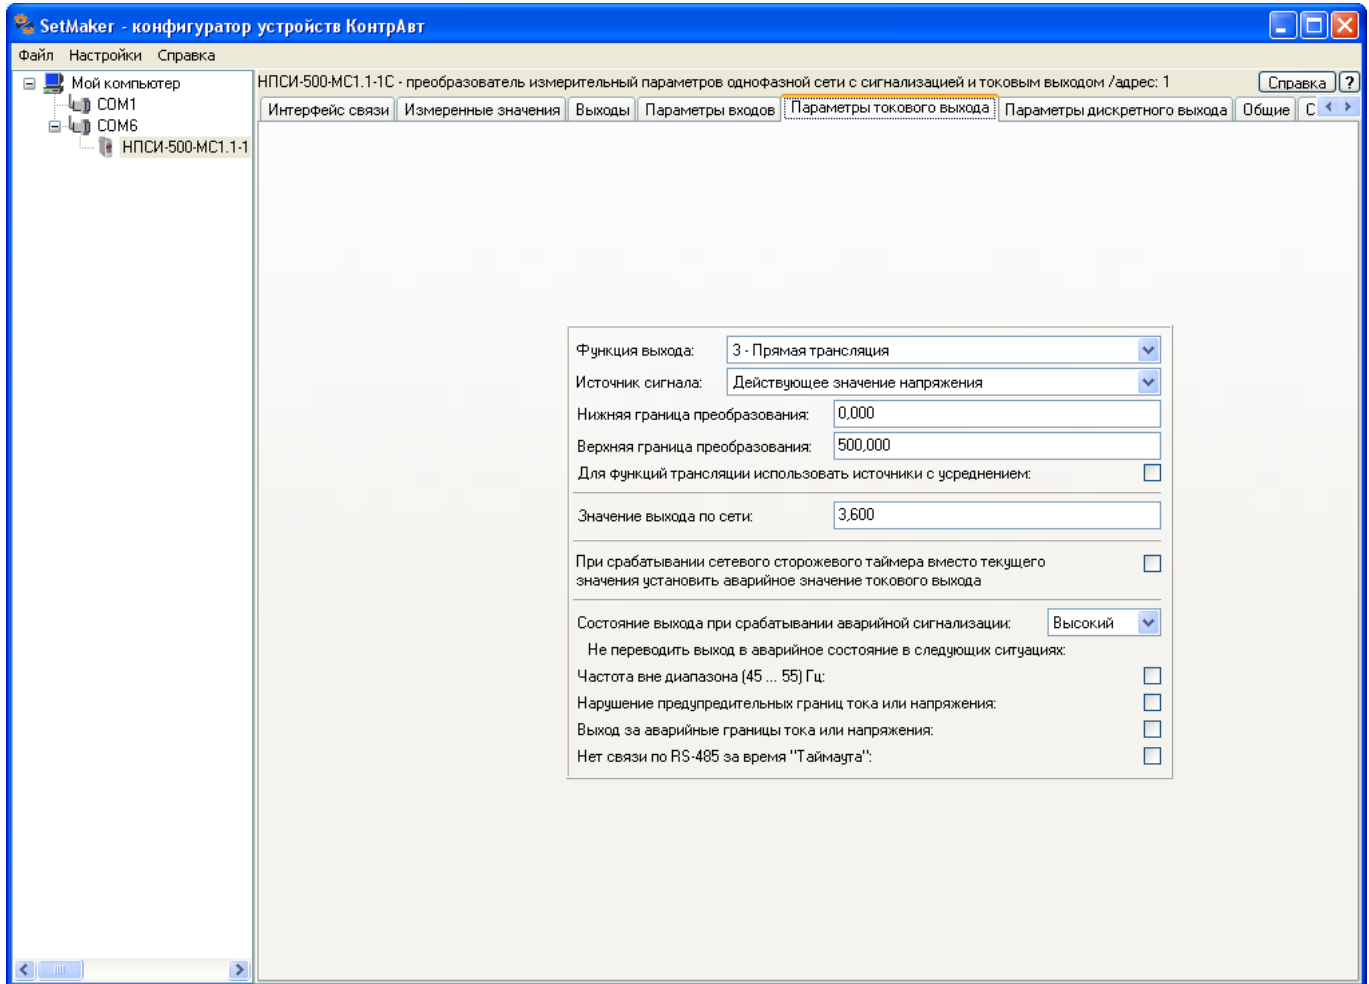 SetMaker - конфигуратор устройств КонтрАвт
Файл Настройки Справка
Мой компьютер
COM1
COM6
НПСИ-500-МС1.1-1
НПСИ-500-МС1.1-1С - преобразователь измерительный параметров однофазной сети с сигнализацией и токовым выходом /адрес: 1
Справка ?
Интерфейс связи Измеренные значения Выходы Параметры входов Параметры токового выхода Параметры дискретного выхода Общие С
Функция выхода: 3 - Прямая трансляция
Источник сигнала: Действующее значение напряжения
Нижняя граница преобразования: 0,000
Верхняя граница преобразования: 500,000
Для функций трансляции использовать источники с усреднением:
Значение выхода по сети: 3,600
При срабатывании сетевого сторожевого таймера вместо текущего
значения установить аварийное значение токового выхода
Состояние выхода при срабатывании аварийной сигнализации: Высокий
Не переводить выход в аварийное состояние в следующих ситуациях:
Частота вне диапазона (45 ... 55) Гц:
Нарушение предупредительных границ тока или напряжения:
Выход за аварийные границы тока или напряжения:
Нет связи по RS-485 за время "Таймаута":